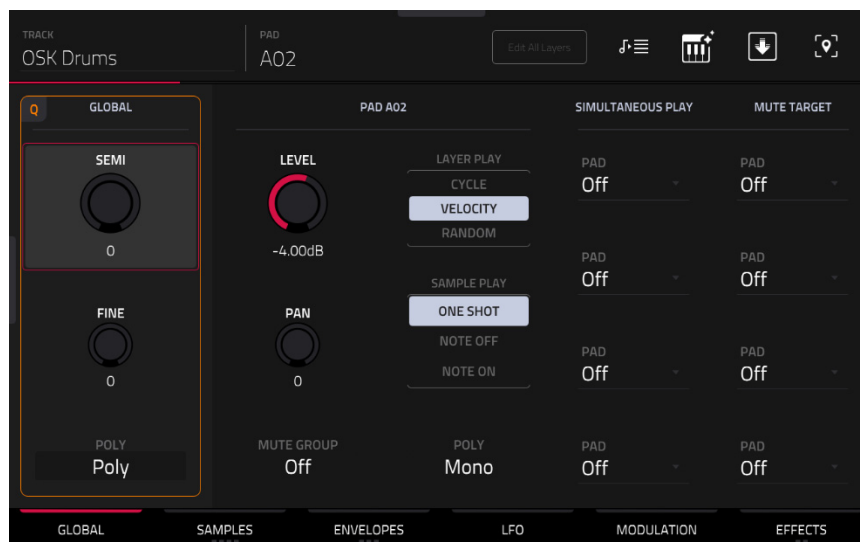 TRACK
OSK Drums
PAD
A02
Edit All Layers
Q
GLOBAL
SEMI
0
FINE
0
POLY
Poly
PAD A02
LEVEL
-4.00dB
PAN
0
MUTE GROUP
Off
LAYER PLAY
CYCLE
VELOCITY
RANDOM
SAMPLE PLAY
ONE SHOT
NOTE OFF
NOTE ON
POLY
Mono
SIMULTANEOUS PLAY
PAD
Off
PAD
Off
PAD
Off
PAD
Off
MUTE TARGET
PAD
Off
PAD
Off
PAD
Off
PAD
Off
GLOBAL
SAMPLES
ENVELOPES
LFO
MODULATION
EFFECTS